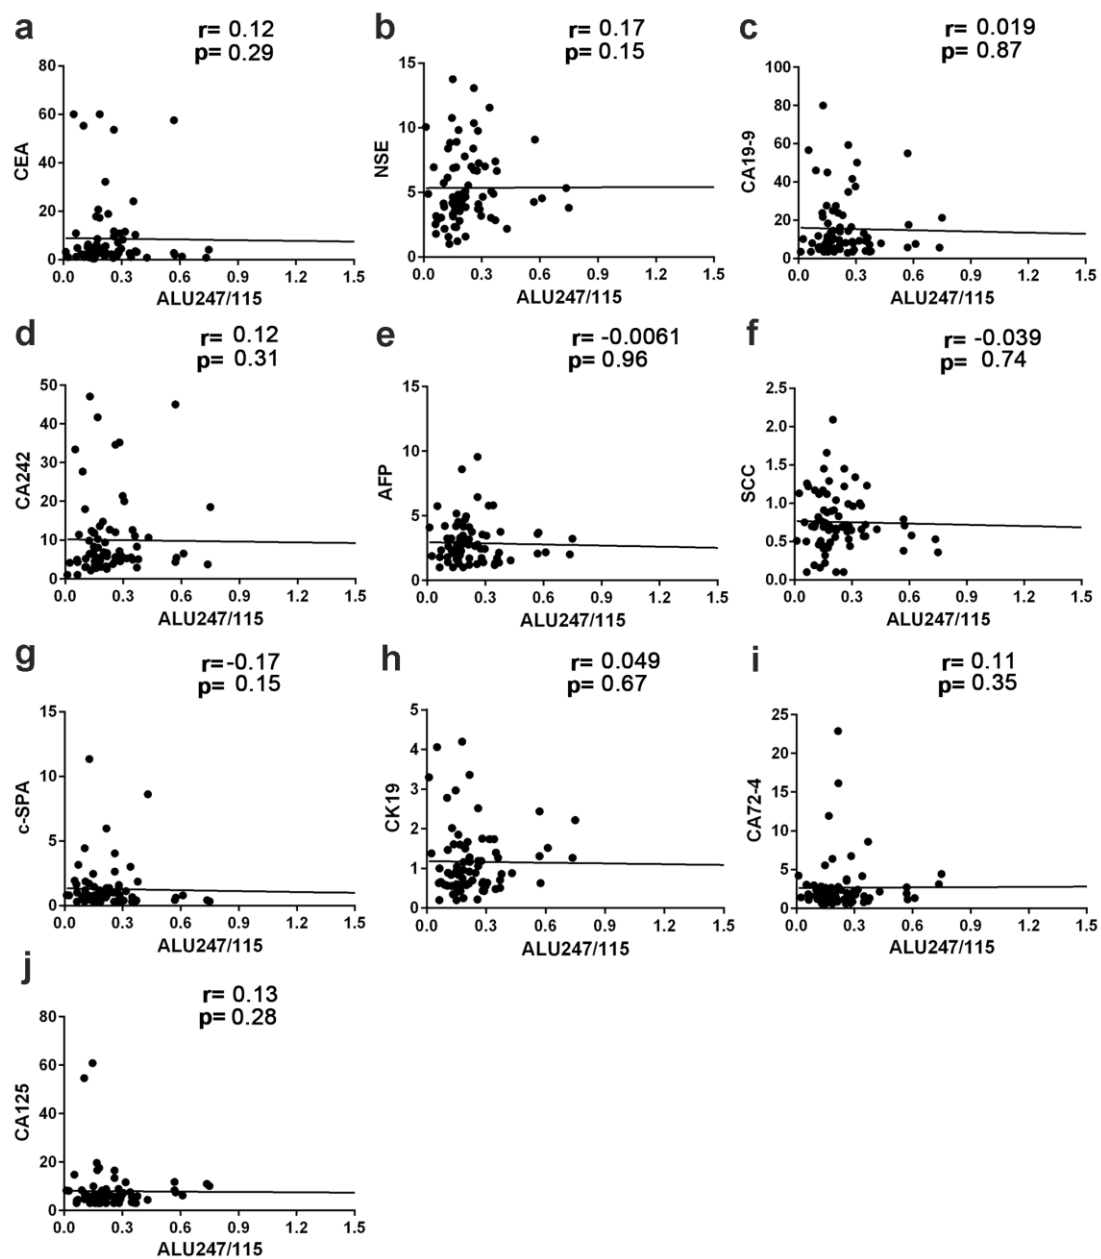 a
r= 0.12
p= 0.29
CEA
80
60
40
20
0
0.0 0.3 0.6 0.9 1.2 1.5
ALU247/115
b
r= 0.17
p= 0.15
NSE
15
10
5
0
0.0 0.3 0.6 0.9 1.2 1.5
ALU247/115
c
r= 0.019
p= 0.87
CA19-9
100
80
60
40
20
0
0.0 0.3 0.6 0.9 1.2 1.5
ALU247/115
d
r= 0.12
p= 0.31
CA242
50
40
30
20
10
0
0.0 0.3 0.6 0.9 1.2 1.5
ALU247/115
e
r= -0.0061
p= 0.96
AFP
15
10
5
0
0.0 0.3 0.6 0.9 1.2 1.5
ALU247/115
f
r= -0.039
p= 0.74
SCC
2.5
2.0
1.5
1.0
0.5
0.0
0.0 0.3 0.6 0.9 1.2 1.5
ALU247/115
g
r=-0.17
p= 0.15
c-SPA
15
10
5
0
0.0 0.3 0.6 0.9 1.2 1.5
ALU247/115
h
r= 0.049
p= 0.67
CK19
5
4
3
2
1
0
0.0 0.3 0.6 0.9 1.2 1.5
ALU247/115
i
r= 0.11
p= 0.35
CA72-4
25
20
15
10
5
0
0.0 0.3 0.6 0.9 1.2 1.5
ALU247/115
j
r= 0.13
p= 0.28
CA125
80
60
40
20
0
0.0 0.3 0.6 0.9 1.2 1.5
ALU247/115